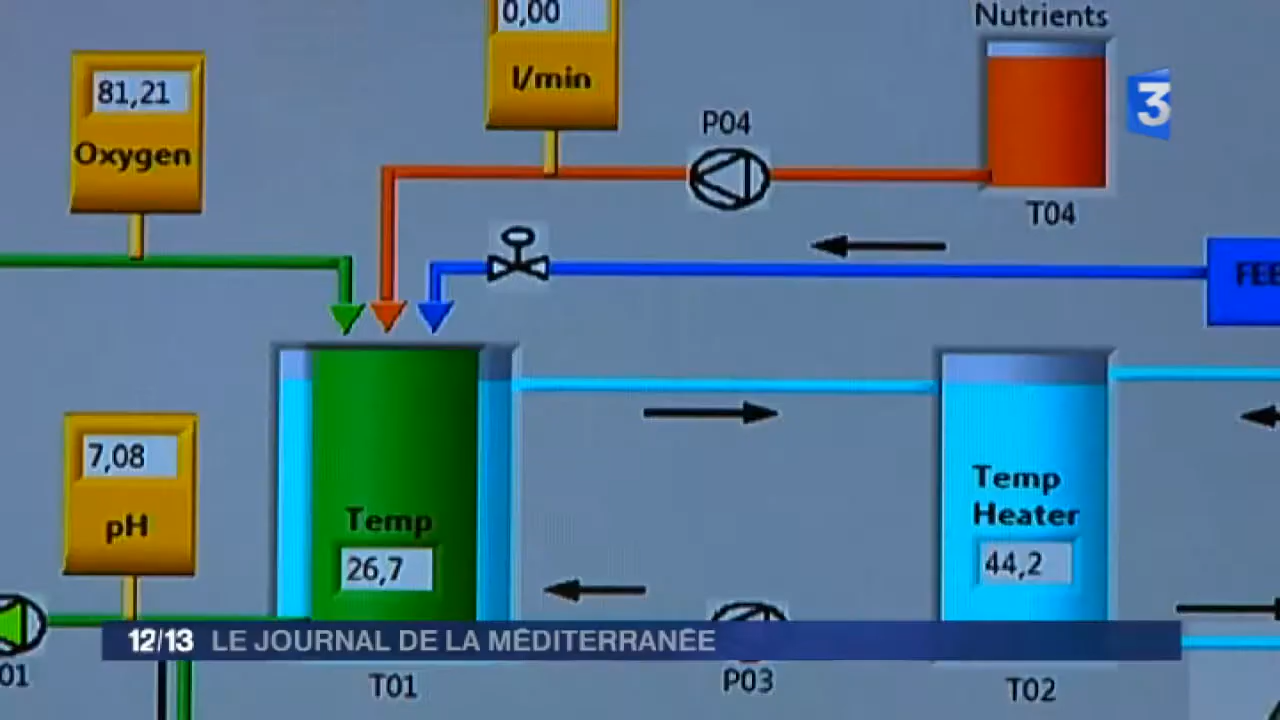 0,00
l/min
Nutrients
81,21
Oxygen
P04
3
T04
7,08
pH
Temp
26,7
Temp
Heater
44,2
12/13 LE JOURNAL DE LA MÉDITERRANÉE
01
T01
P03
T02